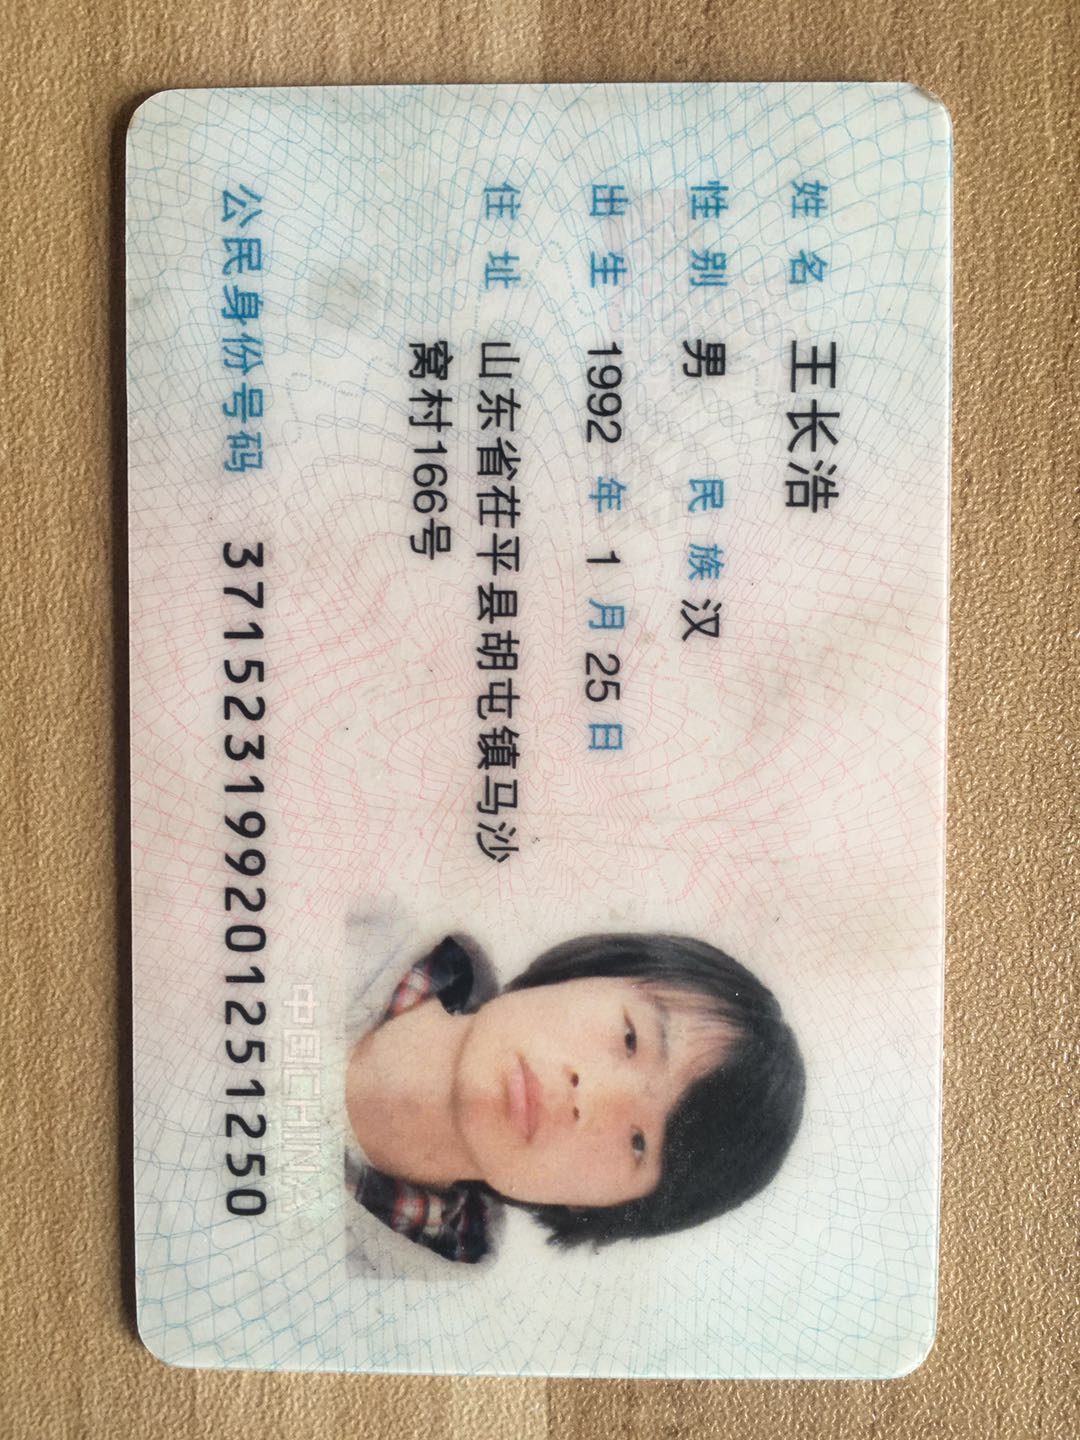 姓名 王长浩
性别 男 民族 汉
出生 1992 年 1 月 25 日
住址 山东省茌平县胡屯镇马沙
窝村166号
公民身份号码 371523199201251250
中国CHINA